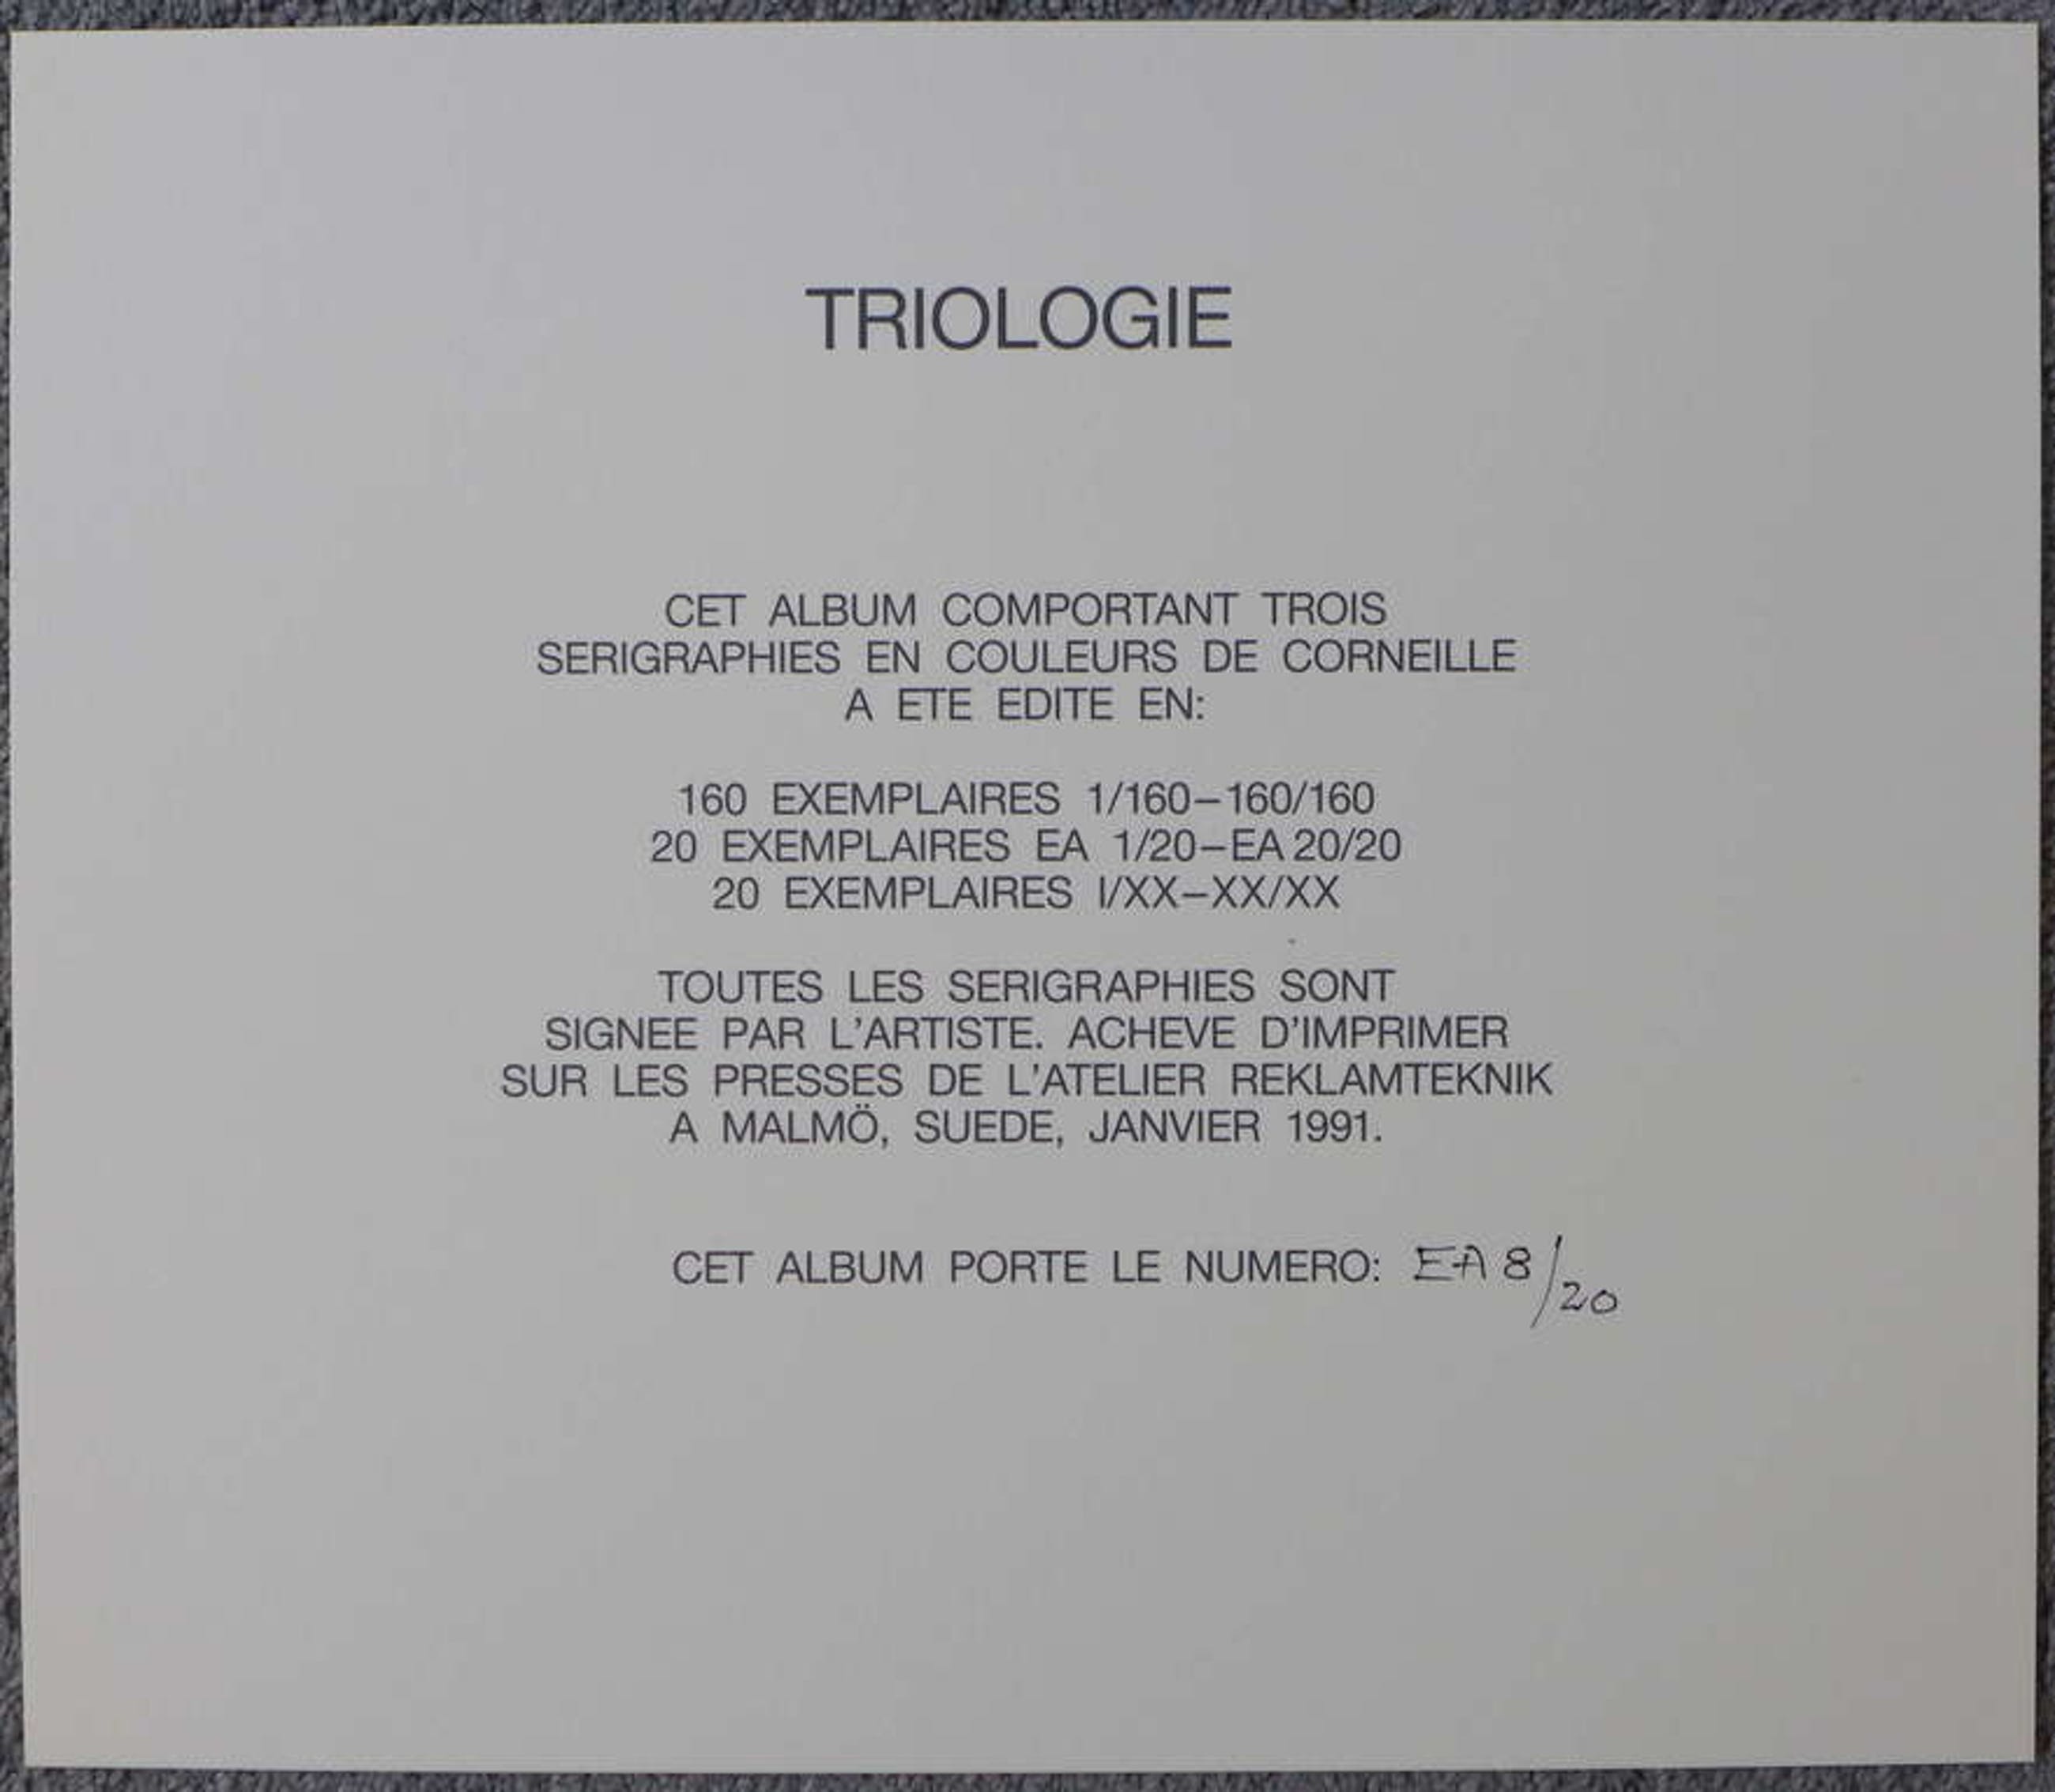 TRIOLOGIE
CET ALBUM COMPORTANT TROIS
SERIGRAPHIES EN COULEURS DE CORNEILLE
A ETE EDITE EN:
160 EXEMPLAIRES 1/160–160/160
20 EXEMPLAIRES EA 1/20–EA 20/20
20 EXEMPLAIRES I/XX–XX/XX
TOUTES LES SERIGRAPHIES SONT
SIGNEE PAR L'ARTISTE. ACHEVE D'IMPRIMER
SUR LES PRESSES DE L'ATELIER REKLAMTEKNIK
A MALMÖ, SUEDE, JANVIER 1991.
CET ALBUM PORTE LE NUMERO: EA 8/20